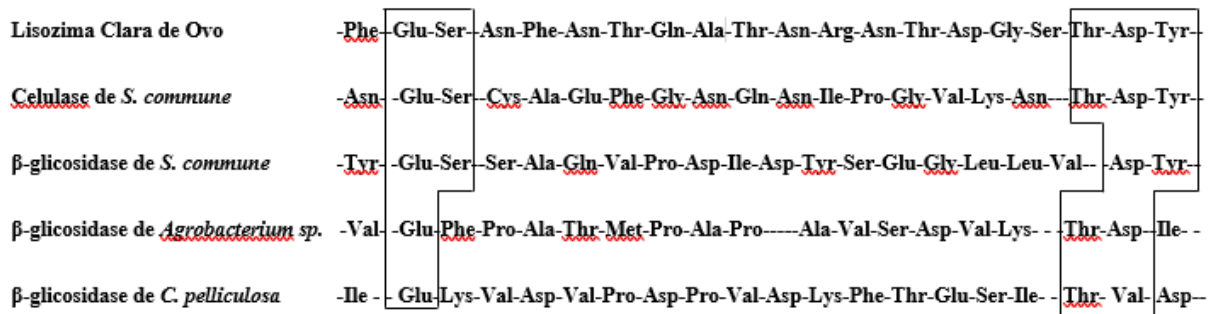 Lisozima Clara de Ovo -Phe--Glu-Ser--Asn-Phe-Asn-Thr-Gln-Ala-Thr-Asn-Arg-Asn-Thr-Asp-Gly-Ser-Thr-Asp-Tyr--
Celulase de S. commune -Asn- -Glu-Ser--Cys-Ala-Glu-Phe-Gly-Asn-Gln-Asn-Ile-Pro-Gly-Val-Lys-Asn---Thr-Asp-Tyr--
β-glicosidase de S. commune -Tyr- -Glu-Ser--Ser-Ala-Gln-Val-Pro-Asp-Ile-Asp-Tyr-Ser-Glu-Gly-Leu-Leu-Val-- -Asp-Tyr--
β-glicosidase de Agrobacterium sp. -Val- -Glu-Phe-Pro-Ala-Thr-Met-Pro-Ala-Pro-----Ala-Val-Ser-Asp-Val-Lys- - -Thr-Asp--Ile- -
β-glicosidase de C. pelliculosa -Ile - - Glu-Lys-Val-Asp-Val-Pro-Asp-Pro-Val-Asp-Lys-Phe-Thr-Glu-Ser-Ile- - Thr- Val- Asp--